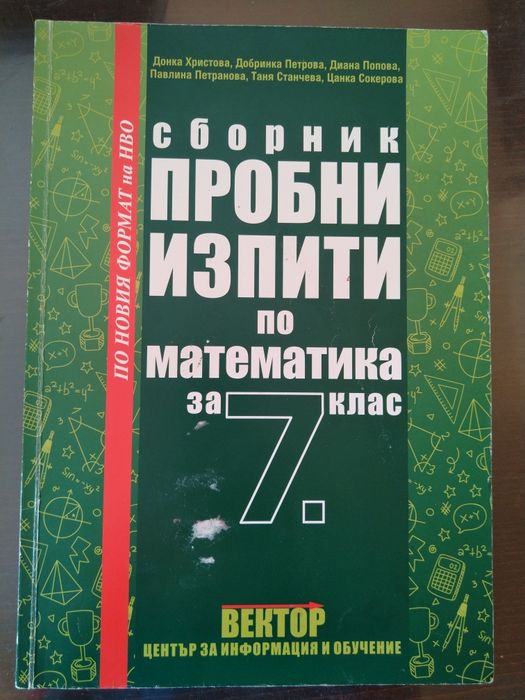 Донка Христова, Добринка Петрова, Диана Попова,
Павлина Петранова, Таня Станчева, Цанка Сокерова
сборник
ПРОБНИ
ИЗПИТИ
по
математика
за 7. клас
ПО НОВИЯ ФОРМАТ на НВО
ВЕКТОР
ЦЕНТЪР ЗА ИНФОРМАЦИЯ И ОБУЧЕНИЕ